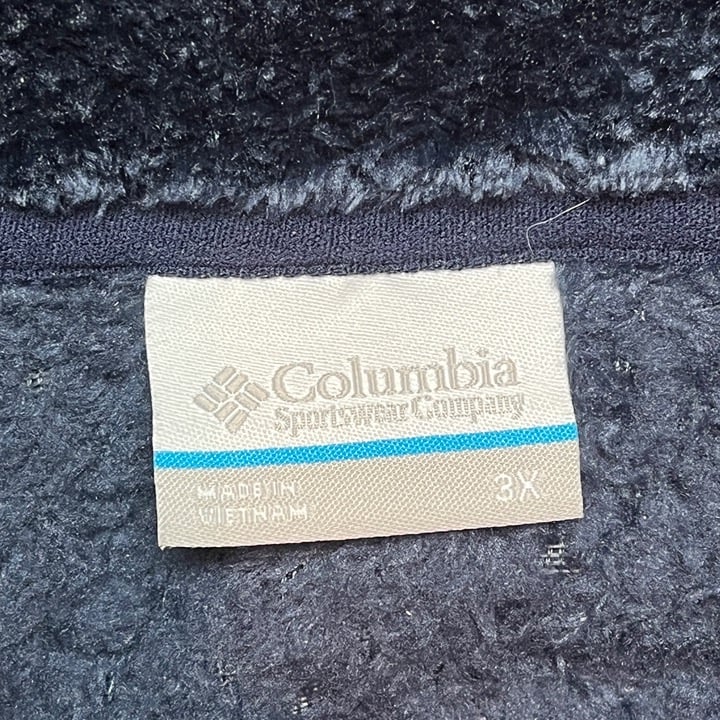 Columbia
Sportswear Company
MADE IN
VIETNAM
3X